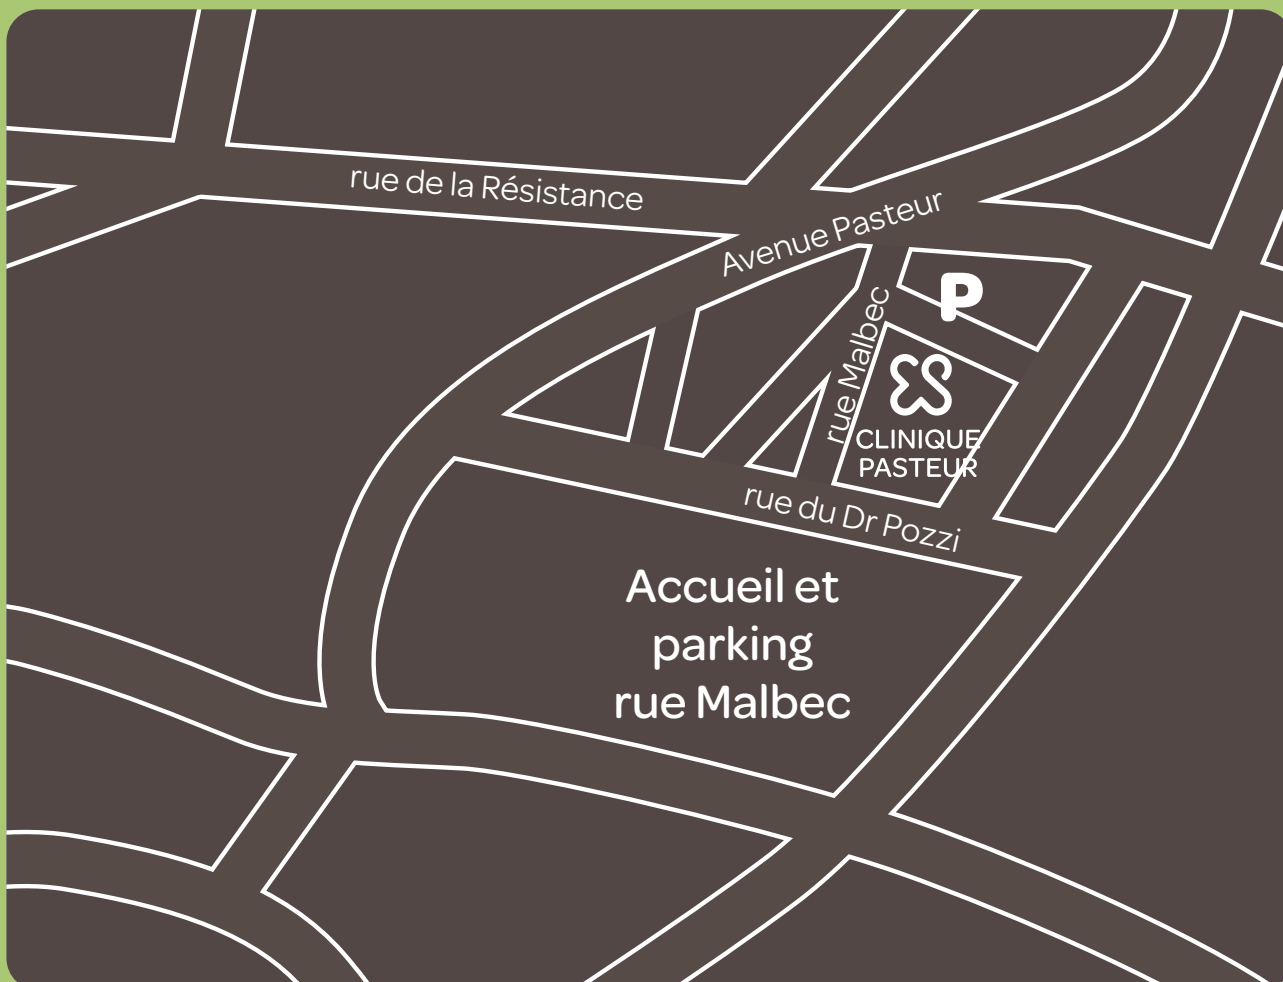 rue de la Résistance
Avenue Pasteur
P
rue Malbec
CLINIQUE
PASTEUR
rue du Dr Pozzi
Accueil et
parking
rue Malbec